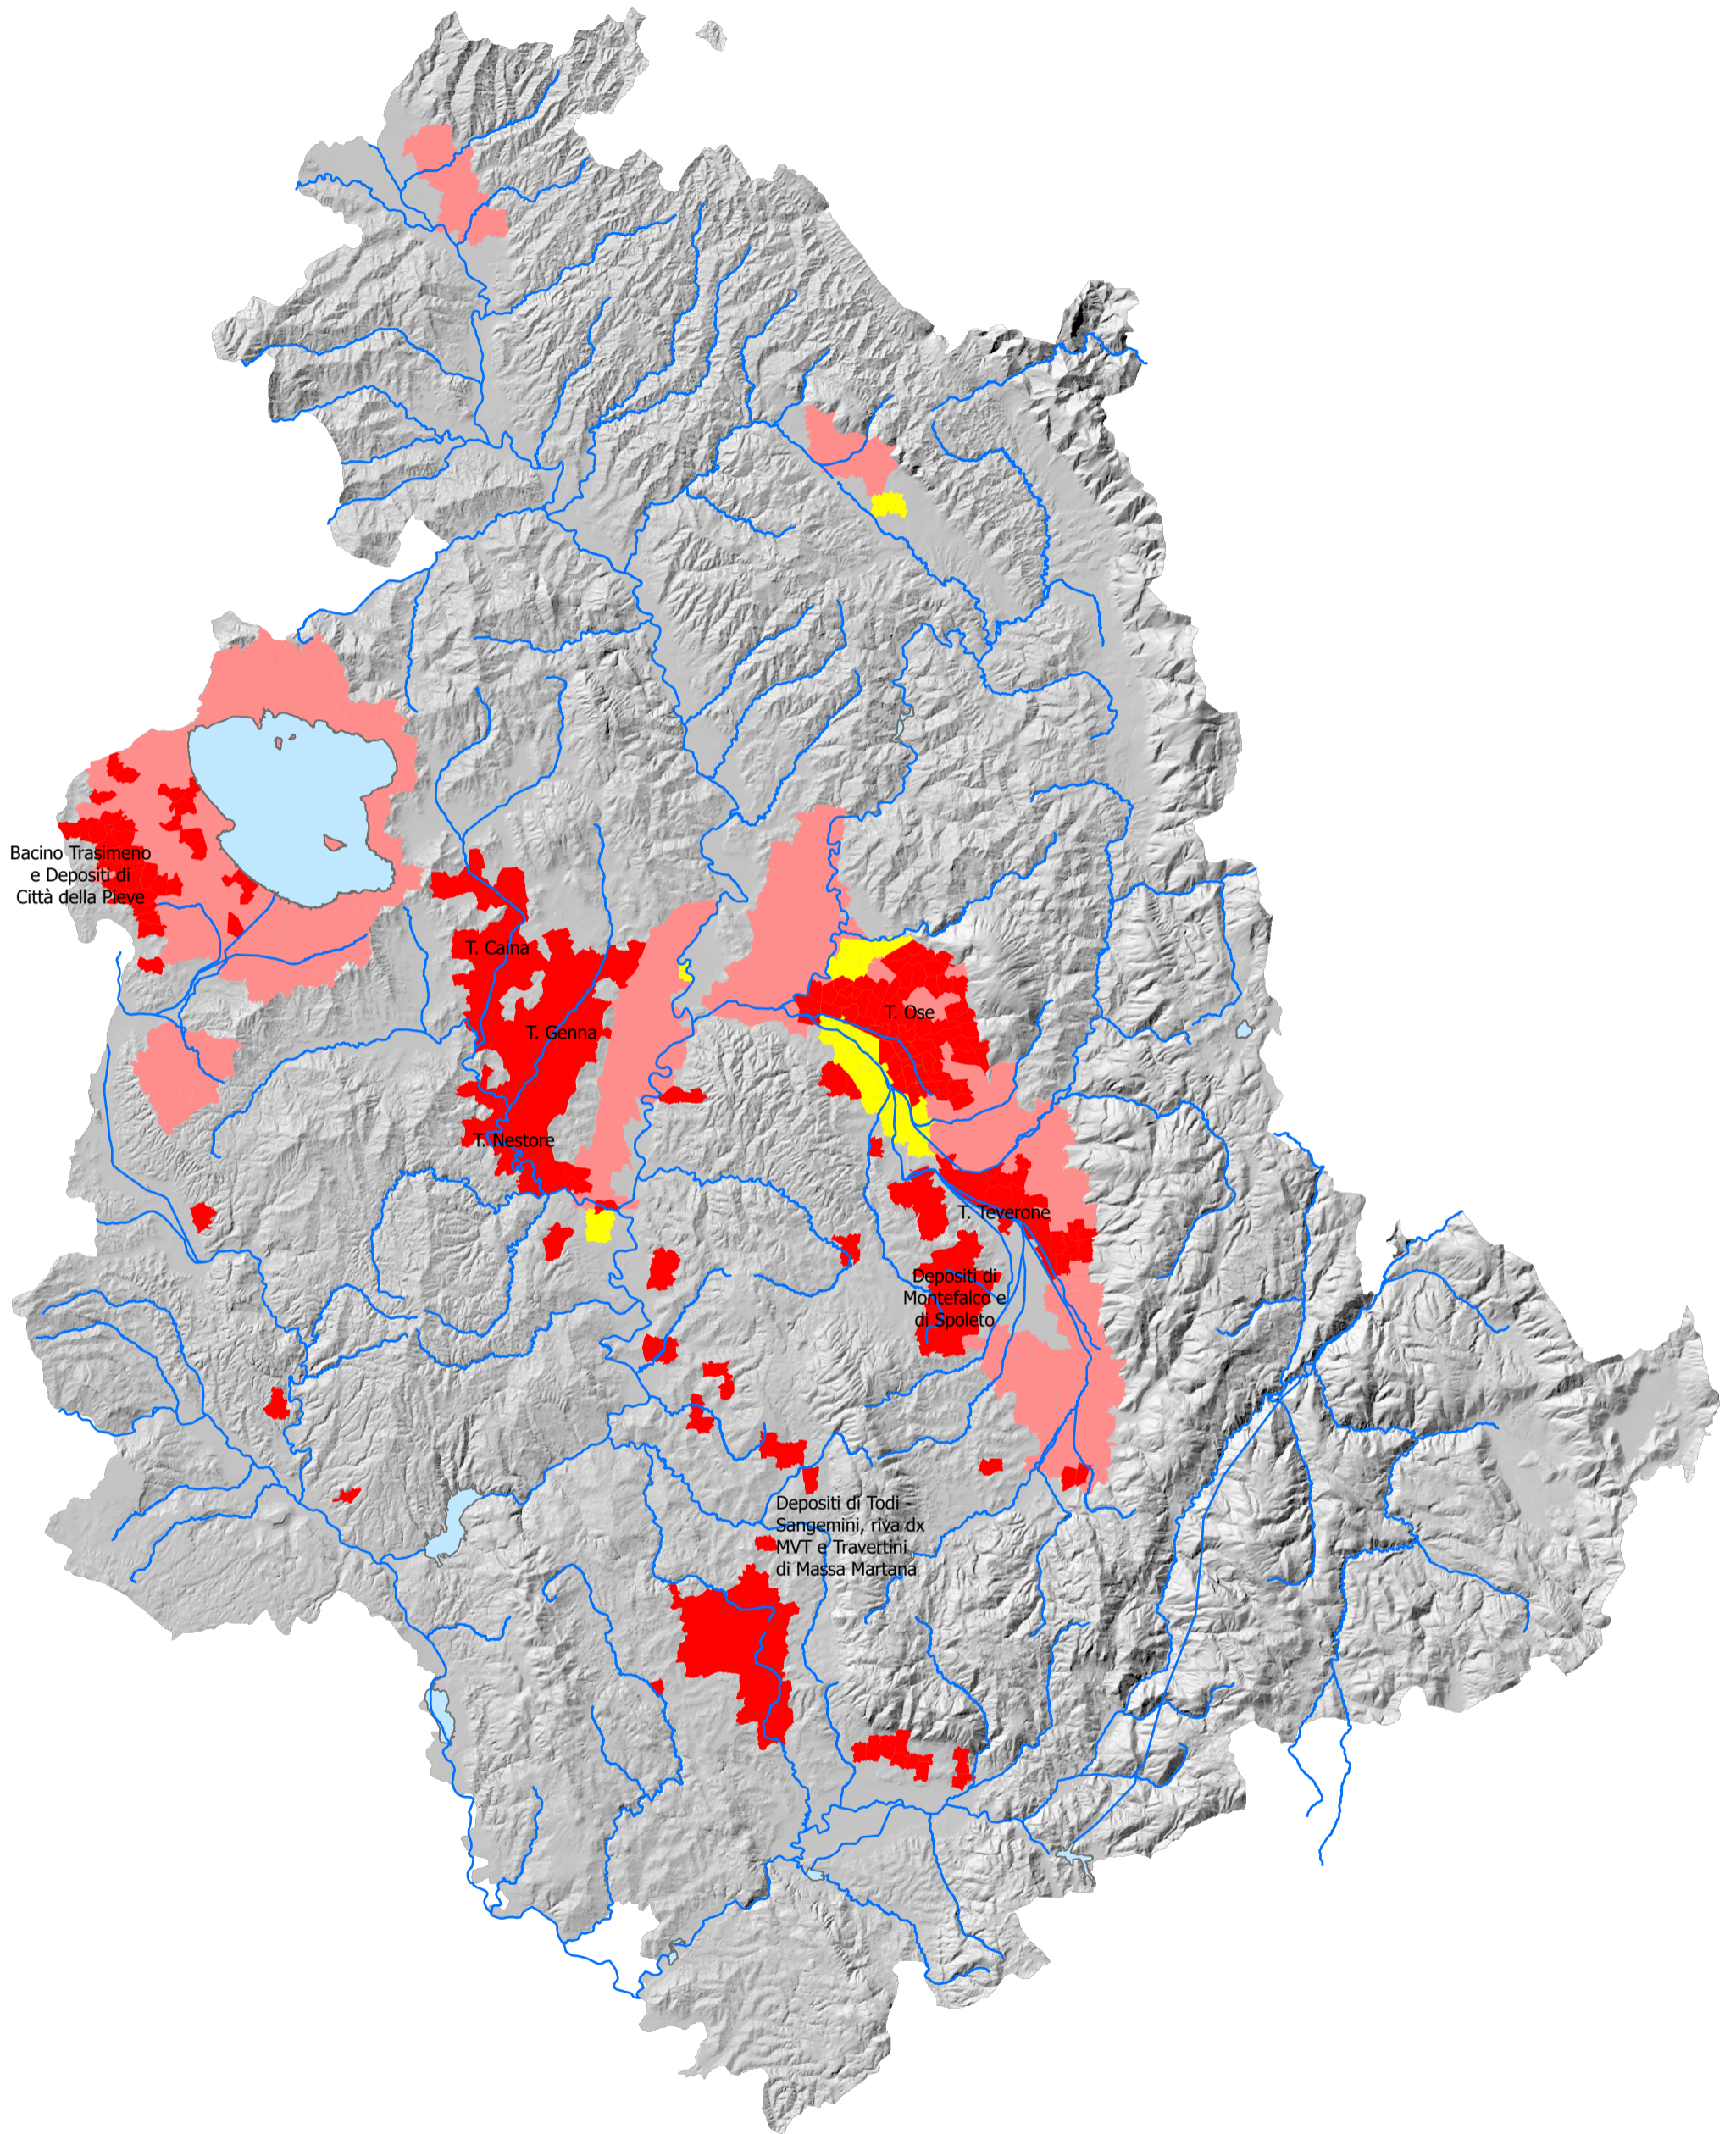 Bacino Trasimeno
e Depositi di
Città della Pieve
T. Caina
T. Genna
T. Nestore
T. Ose
T. Teverone
Depositi di
Montefalco e
di Spoleto
Depositi di Todi -
Sangemini, riva dx
MVT e Travertini
di Massa Martana